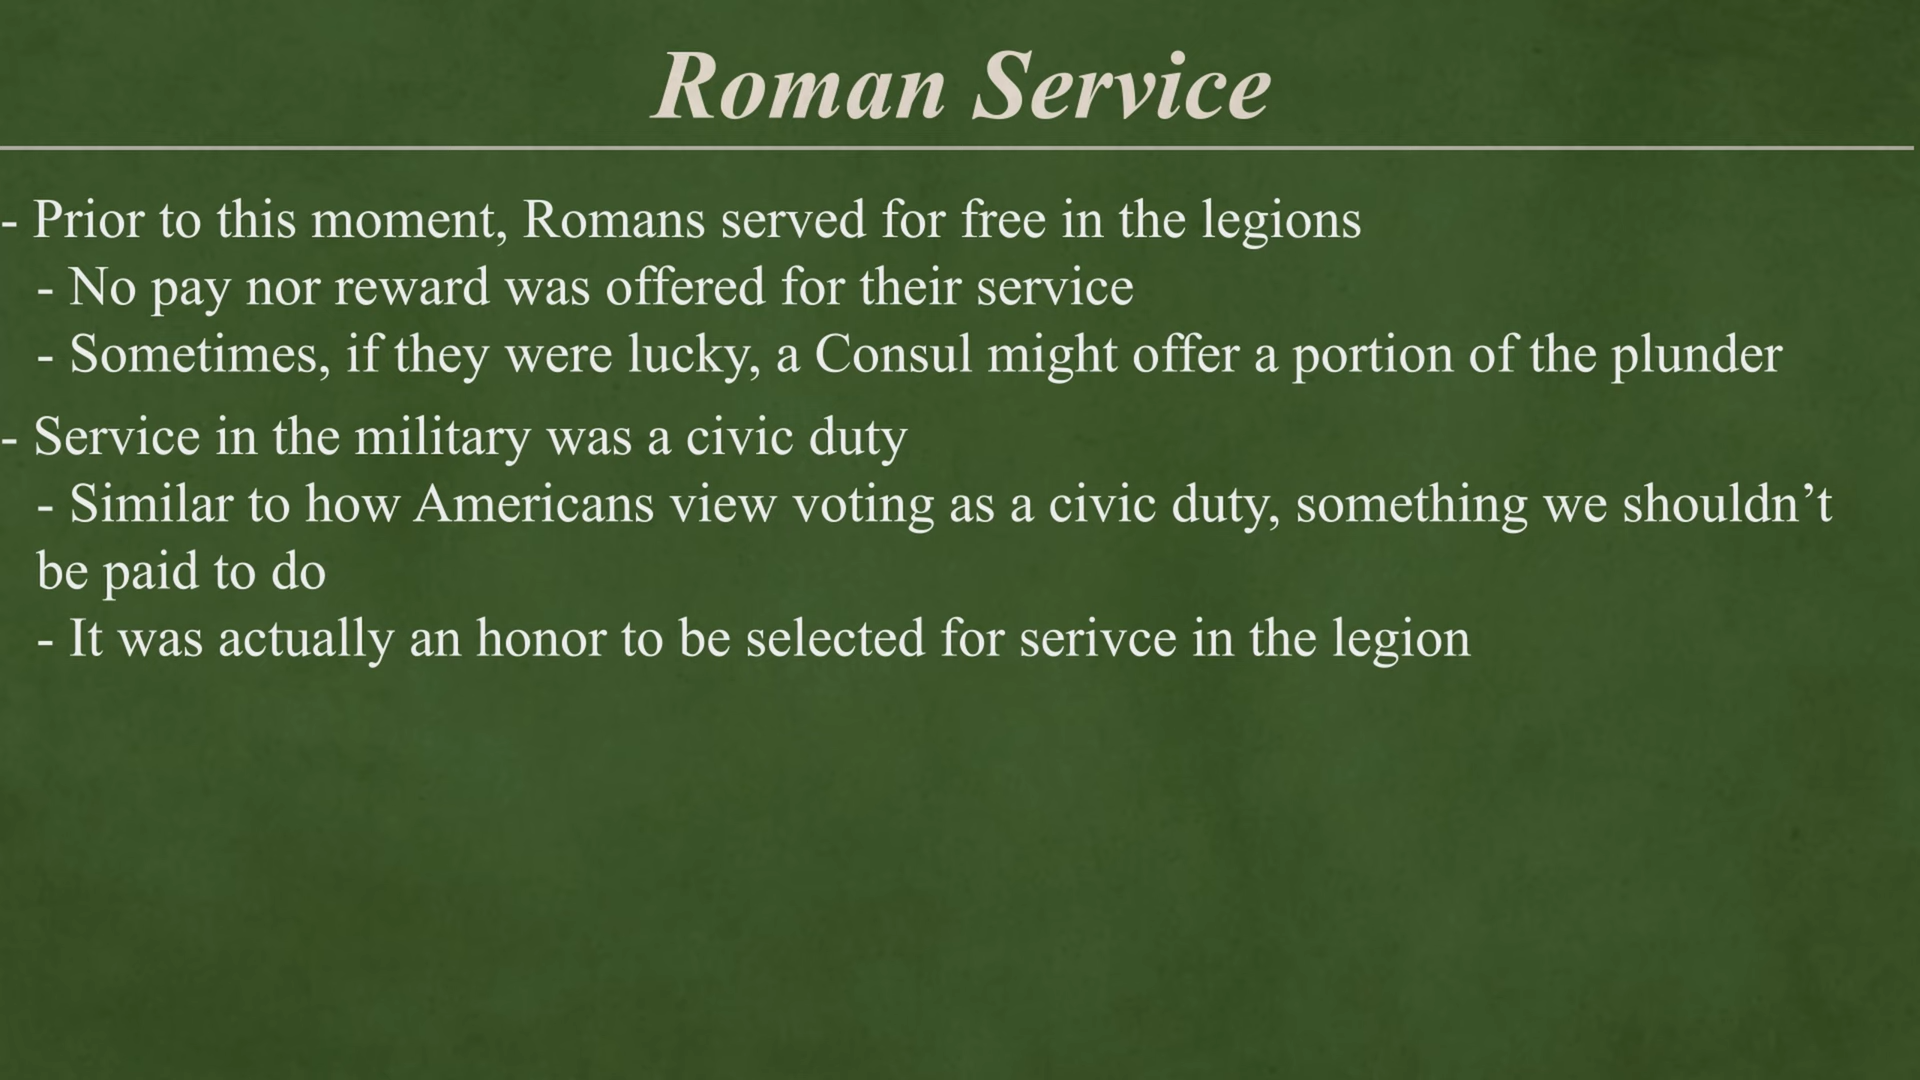 Roman Service
- Prior to this moment, Romans served for free in the legions
- No pay nor reward was offered for their service
- Sometimes, if they were lucky, a Consul might offer a portion of the plunder
- Service in the military was a civic duty
- Similar to how Americans view voting as a civic duty, something we shouldn’t
be paid to do
- It was actually an honor to be selected for serivce in the legion